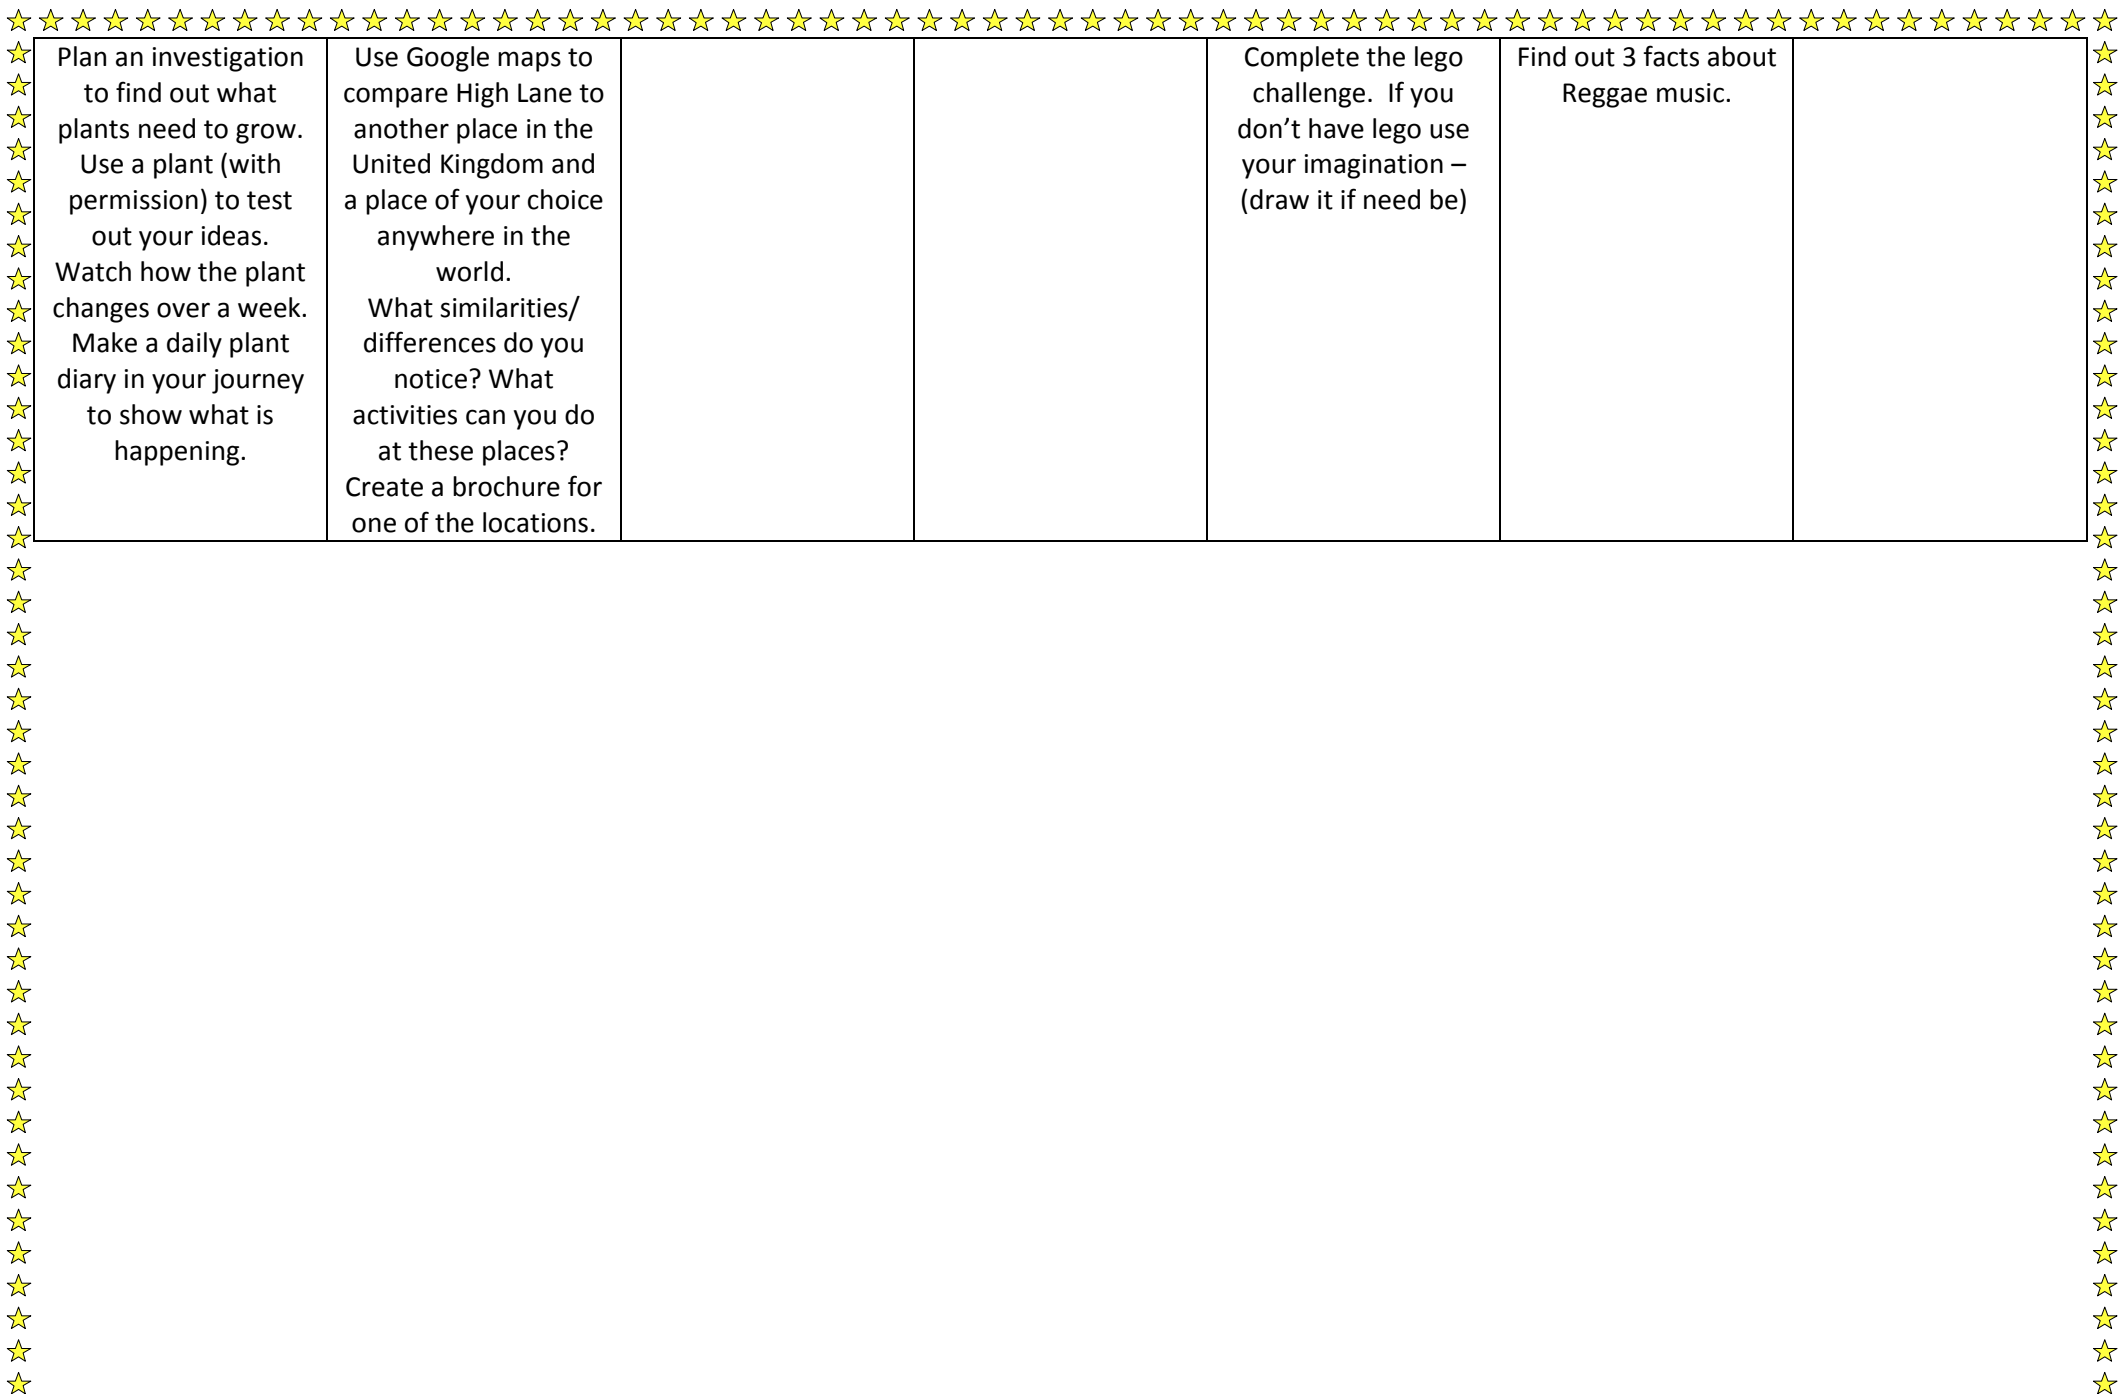 Plan an investigation
to find out what
plants need to grow.
Use a plant (with
permission) to test
out your ideas.
Watch how the plant
changes over a week.
Make a daily plant
diary in your journey
to show what is
happening.
Use Google maps to
compare High Lane to
another place in the
United Kingdom and
a place of your choice
anywhere in the
world.
What similarities/
differences do you
notice? What
activities can you do
at these places?
Create a brochure for
one of the locations.
Complete the lego
challenge.  If you
don’t have lego use
your imagination –
(draw it if need be)
Find out 3 facts about
Reggae music.